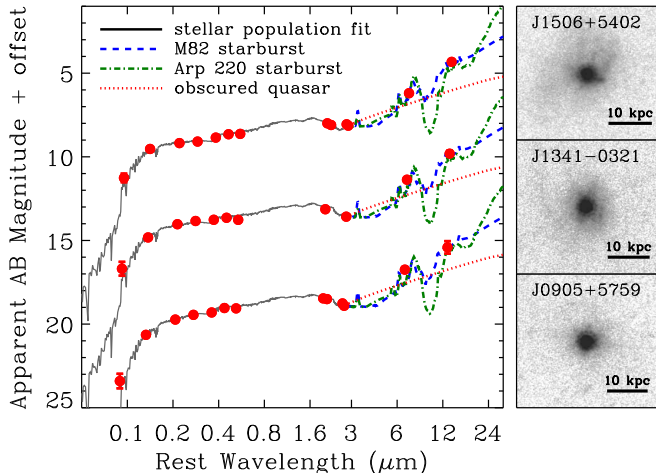 stellar population fit
M82 starburst
Arp 220 starburst
obscured quasar
Apparent AB Magnitude + offset
5
10
15
20
25
0.1 0.2 0.4 0.8 1.6 3 6 12 24
Rest Wavelength (μm)
J1506+5402
10 kpc
J1341−0321
10 kpc
J0905+5759
10 kpc